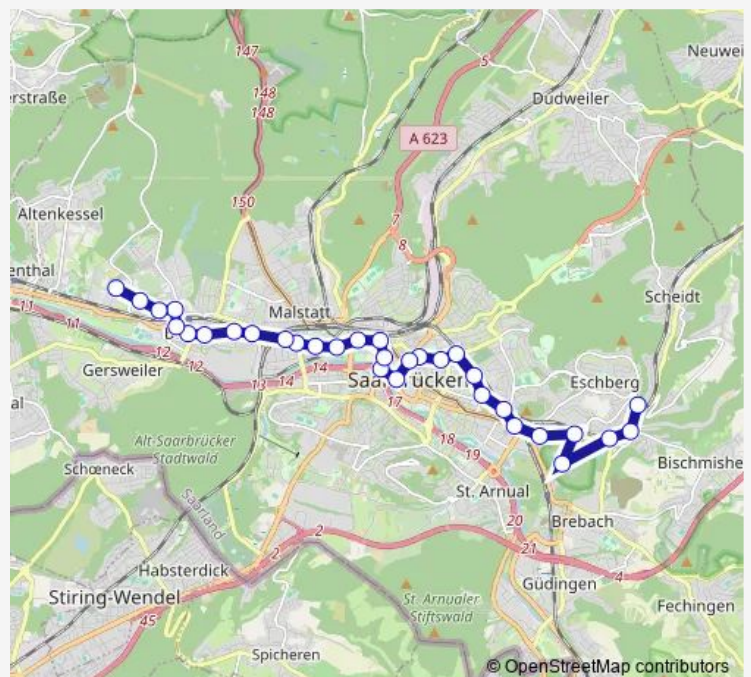 147
148
148
Neuwei
erstraße
5
Dudweiler
A 623
150
Altenkessel
7
8
enthal
Scheidt
11
11
Malstatt
12
12
Gersweiler
14
13 14
Saarbrücken
Eschberg
17
al
Alt-Saarbrücker
Stadtwald
18
19
Schœneck
Bischmishe
St. Arnual
Saarland
20
Brebach
2
21
2
Habsterdick
4
Güdingen
Stiring-Wendel
St. Arnualer
Stiftswald
Fechingen
45
Spicheren
© OpenStreetMap contributors